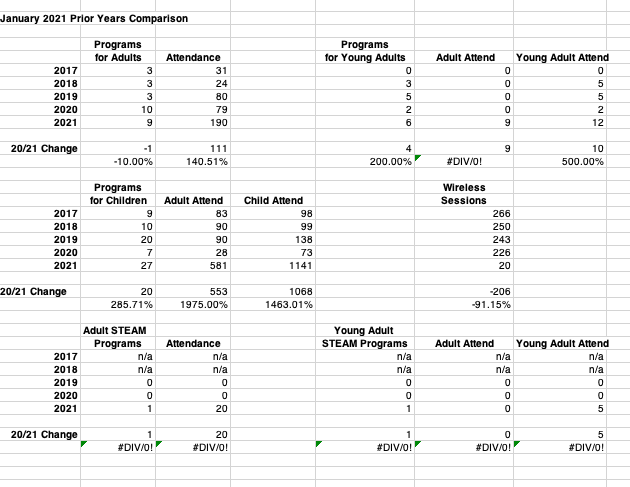 January 2021 Prior Years Comparison
Programs Programs
for Adults Attendance for Young Adults Adult Attend Young Adult Attend
2017 3 31 0 0 0
2018 3 24 3 0 5
2019 3 80 5 0 5
2020 10 79 2 0 2
2021 9 190 6 9 12
20/21 Change -1 111 4 9 10
-10.00% 140.51% 200.00% #DIV/0! 500.00%
Programs Wireless
for Children Adult Attend Child Attend Sessions
2017 9 83 98 266
2018 10 90 99 250
2019 20 90 138 243
2020 7 28 73 226
2021 27 581 1141 20
20/21 Change 20 553 1068 -206
285.71% 1975.00% 1463.01% -91.15%
Adult STEAM Young Adult
Programs Attendance STEAM Programs Adult Attend Young Adult Attend
2017 n/a n/a n/a n/a n/a
2018 n/a n/a n/a n/a n/a
2019 0 0 0 0 0
2020 0 0 0 0 0
2021 1 20 1 0 5
20/21 Change 1 20 1 0 5
#DIV/0! #DIV/0! #DIV/0! #DIV/0! #DIV/0!